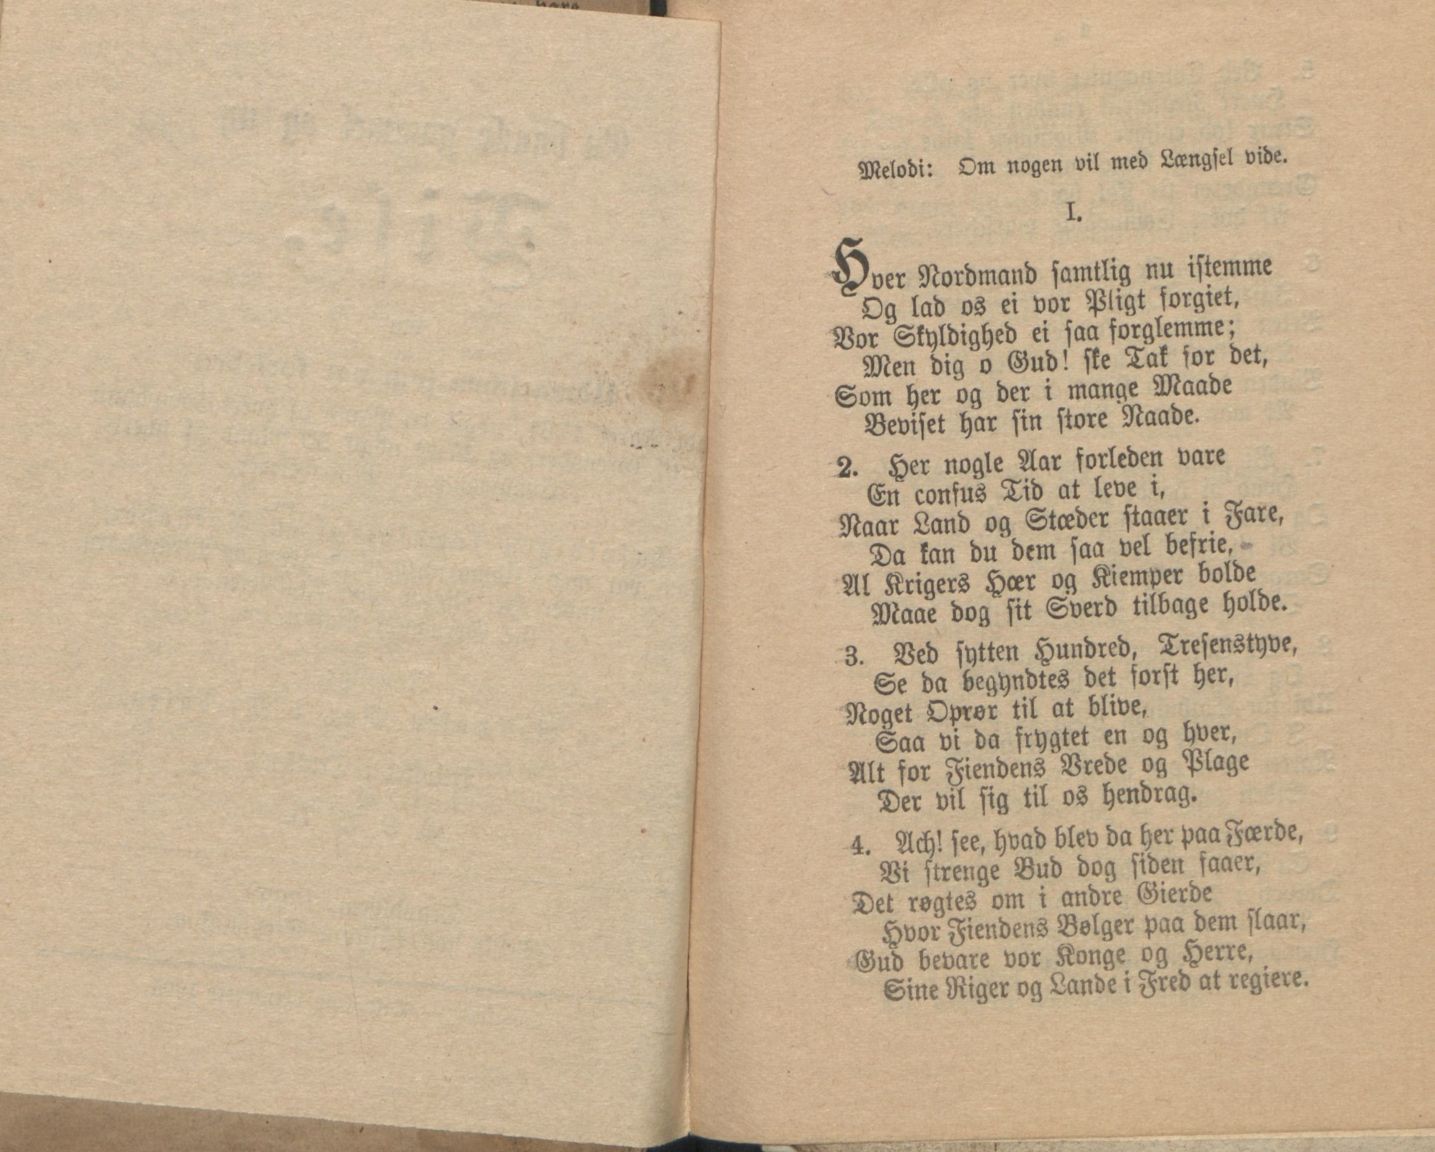 Melodi: Om nogen vil med Længsel vide.
I.
Hver Nordmand samtlig nu istemme
Og lad os ei vor Pligt forgiet,
Vor Skyldighed ei saa forglemme;
Men dig o Gud! ske Tak for det,
Som her og der i mange Maade
Beviset har sin store Naade.
2. Her nogle Aar forleden vare
En confus Tid at leve i,
Naar Land og Stæder staaer i Fare,
Da kan du dem saa vel befrie,
Al Krigers Hær og Kiemper bolde
Maae dog sit Sverd tilbage holde.
3. Ved sytten Hundred, Tresenstyve,
Se da begyndtes det forst her,
Noget Oprør til at blive,
Saa vi da frygtet en og hver,
Alt for Fiendens Vrede og Plage
Der vil sig til os hendrag.
4. Ach! see, hvad blev da her paa Færde,
Vi strenge Bud dog siden faaer,
Det røgtes om i andre Gierde
Hvor Fiendens Bølger paa dem slaar,
Gud bevare vor Konge og Herre,
Sine Riger og Lande i Fred at regiere.